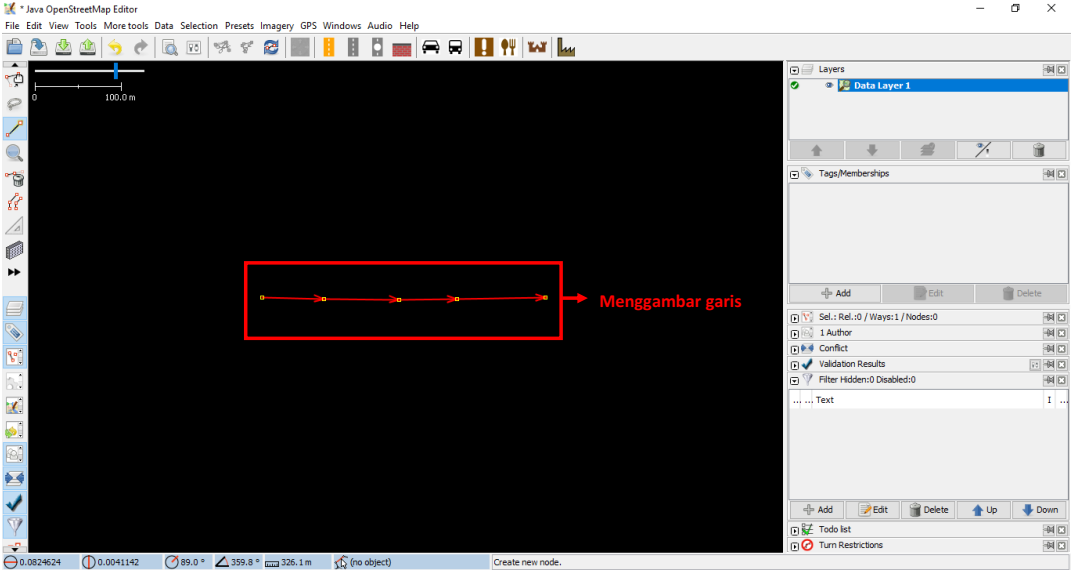 * Java OpenStreetMap Editor
File Edit View Tools More tools Data Selection Presets Imagery GPS Windows Audio Help
0 100.0 m
Menggambar garis
Layers
Data Layer 1
Tags/Memberships
Add Edit Delete
Sel.: Rel.:0 / Ways:1 / Nodes:0
1 Author
Conflict
Validation Results
Filter Hidden:0 Disabled:0
... ... Text I ...
Add Edit Delete Up Down
Todo list
Turn Restrictions
0.0824624 0.0041142 89.0 ° 359.8 ° 326.1 m (no object) Create new node.